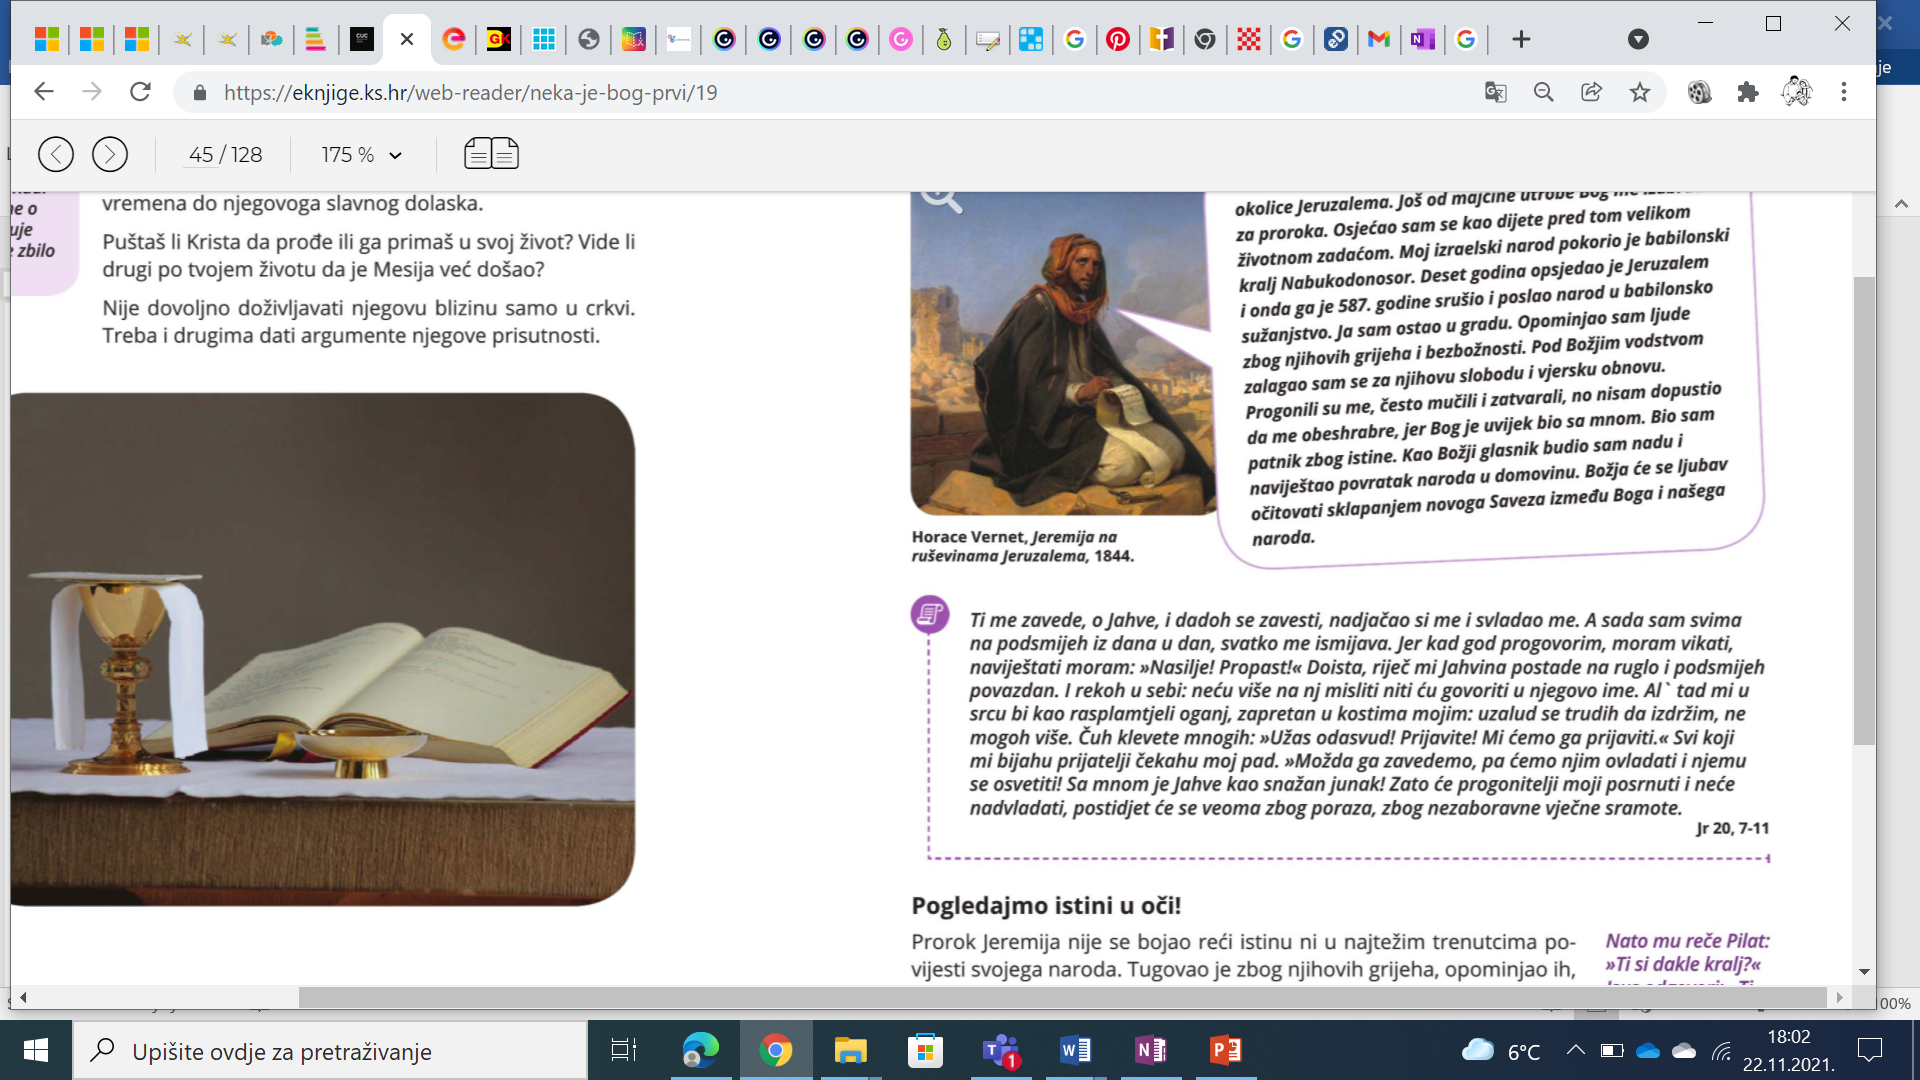 je
https://eknjige.ks.hr/web-reader/neka-je-bog-prvi/19
45 / 128
175 %
ne o
uje
zbilo
vremena do njegovoga slavnog dolaska.
Puštaš li Krista da prođe ili ga primaš u svoj život? Vide li
drugi po tvojem životu da je Mesija već došao?
Nije dovoljno doživljavati njegovu blizinu samo u crkvi.
Treba i drugima dati argumente njegove prisutnosti.
okolice Jeruzalema. Još od majčine utrobe Bog me
za proroka. Osjećao sam se kao dijete pred tom velikom
životnom zadaćom. Moj izraelski narod pokorio je babilonski
kralj Nabukodonosor. Deset godina opsjedao je Jeruzalem
i onda ga je 587. godine srušio i poslao narod u babilonsko
sužanjstvo. Ja sam ostao u gradu. Opominjao sam ljude
zbog njihovih grijeha i bezbožnosti. Pod Božjim vodstvom
zalagao sam se za njihovu slobodu i vjersku obnovu.
Progonili su me, često mučili i zatvarali, no nisam dopustio
da me obeshrabre, jer Bog je uvijek bio sa mnom. Bio sam
patnik zbog istine. Kao Božji glasnik budio sam nadu i
naviještao povratak naroda u domovinu. Božja će se ljubav
očitovati sklapanjem novoga Saveza između Boga i našega
naroda.
Horace Vernet, Jeremija na
ruševinama Jeruzalema, 1844.
Ti me zavede, o Jahve, i dadoh se zavesti, nadjačao si me i svladao me. A sada sam svima
na podsmijeh iz dana u dan, svatko me ismijava. Jer kad god progovorim, moram vikati,
naviještati moram: »Nasilje! Propast!« Doista, riječ mi Jahvina postade na ruglo i podsmijeh
povazdan. I rekoh u sebi: neću više na nj misliti niti ću govoriti u njegovo ime. Al` tad mi u
srcu bi kao rasplamtjeli oganj, zapretan u kostima mojim: uzalud se trudih da izdržim, ne
mogoh više. Čuh klevete mnogih: »Užas odasvud! Prijavite! Mi ćemo ga prijaviti.« Svi koji
mi bijahu prijatelji čekahu moj pad. »Možda ga zavedemo, pa ćemo njim ovladati i njemu
se osvetiti! Sa mnom je Jahve kao snažan junak! Zato će progonitelji moji posrnuti i neće
nadvladati, postidjet će se veoma zbog poraza, zbog nezaboravne vječne sramote.
Jr 20, 7-11
Pogledajmo istini u oči!
Prorok Jeremija nije se bojao reći istinu ni u najtežim trenutcima po-
vijesti svojega naroda. Tugovao je zbog njihovih grijeha, opominjao ih,
Nato mu reče Pilat:
»Ti si dakle kralj?«
100%
Upišite ovdje za pretraživanje
6°C
18:02
22.11.2021.